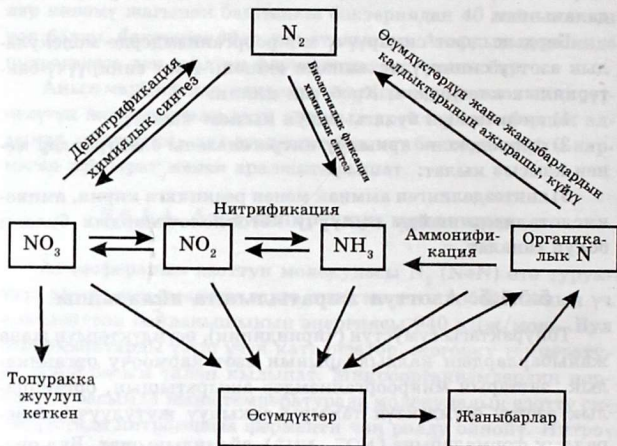 N₂
Денитрификация
химиялык синтез
Биологиялык фиксация
химиялык синтез
Өсүмдүктөрдүн жана жаныбарлардын
калдыктарынын ажырашы, күйүү
Нитрификация
NO₃
NO₂
NH₃
Аммонифи-
кация
Органика-
лык N
Топуракка
жуулуп
кеткен
Өсүмдүктөр
Жаныбарлар